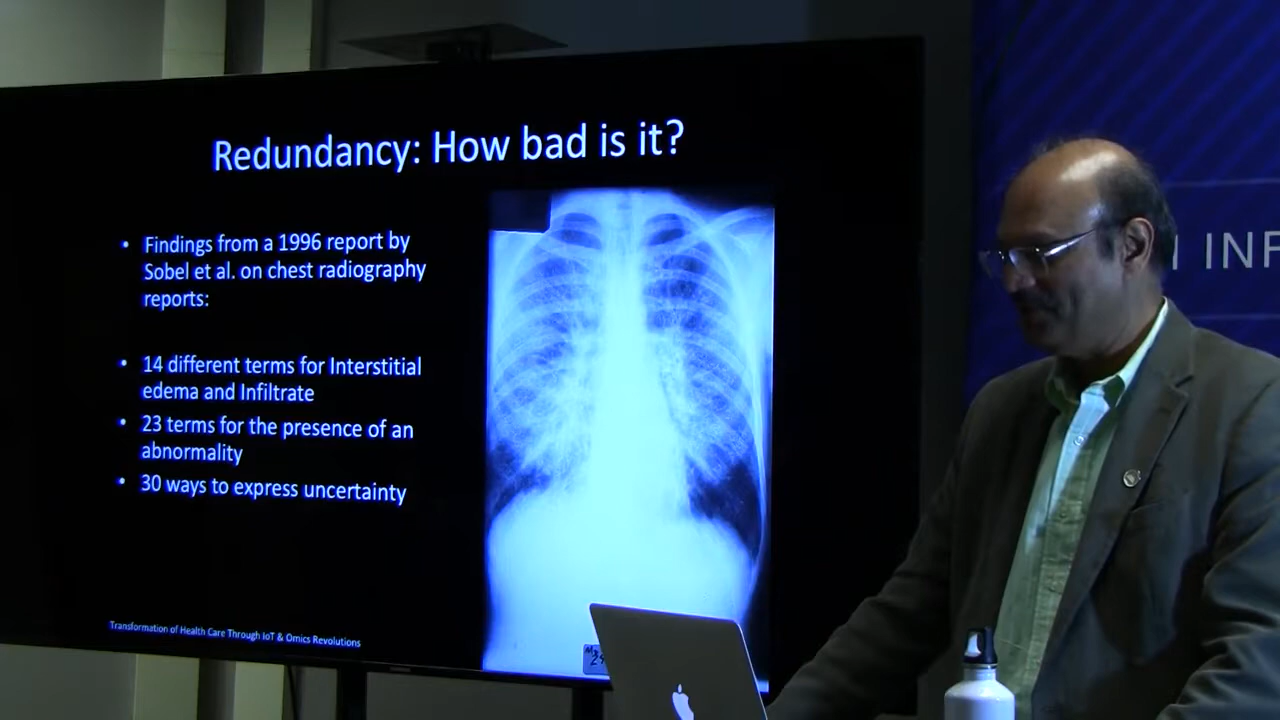 Redundancy: How bad is it?
• Findings from a 1996 report by
Sobel et al. on chest radiography
reports:
• 14 different terms for Interstitial
edema and Infiltrate
• 23 terms for the presence of an
abnormality
• 30 ways to express uncertainty
Transformation of Health Care Through IoT & Omics Revolutions
INF